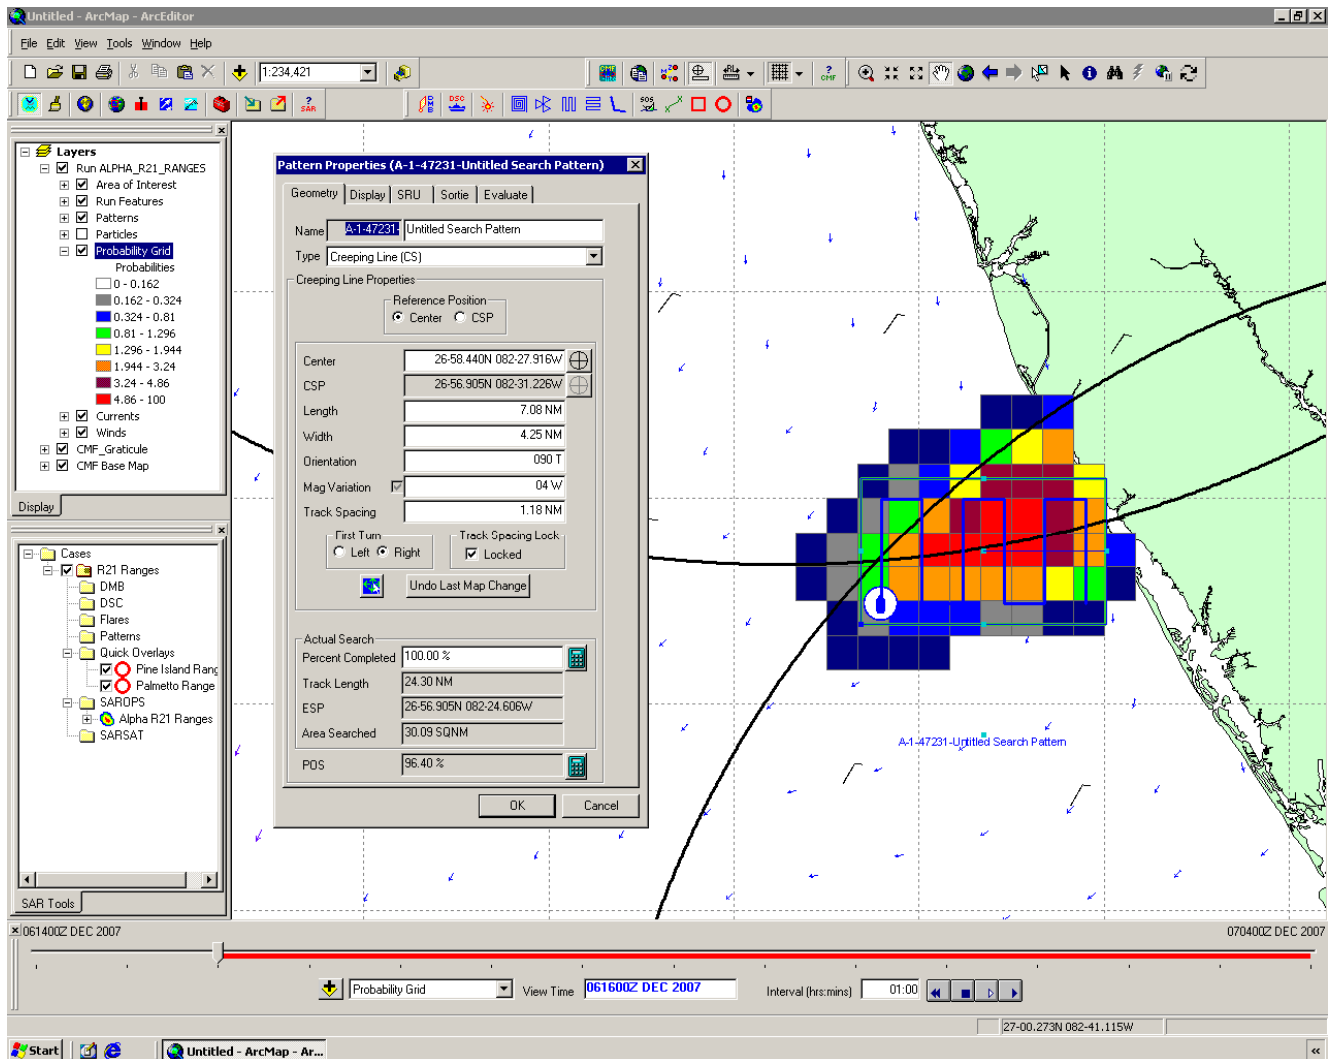 Untitled - ArcMap - ArcEditor
File Edit View Tools Window Help
1:234,421
? CMF
DMB
DSC
SOS
? SAR
Layers
Run ALPHA_R21_RANGES
Area of Interest
Run Features
Patterns
Particles
Probability Grid
Probabilities
0 - 0.162
0.162 - 0.324
0.324 - 0.81
0.81 - 1.296
1.296 - 1.944
1.944 - 3.24
3.24 - 4.86
4.86 - 100
Currents
Winds
CMF_Graticule
CMF Base Map
Display
Cases
R21 Ranges
DMB
DSC
Flares
Patterns
Quick Overlays
Pine Island Rang
Palmetto Range
SAROPS
Alpha R21 Ranges
SARSAT
SAR Tools
Pattern Properties (A-1-47231-Untitled Search Pattern)
Geometry Display SRU Sortie Evaluate
Name A-1-47231- Untitled Search Pattern
Type Creeping Line (CS)
Creeping Line Properties
Reference Position
Center CSP
Center 26-58.440N 082-27.916W
CSP 26-56.905N 082-31.226W
Length 7.08 NM
Width 4.25 NM
Orientation 090 T
Mag Variation 04 W
Track Spacing 1.18 NM
First Turn Track Spacing Lock
Left Right Locked
Undo Last Map Change
Actual Search
Percent Completed 100.00 %
Track Length 24.30 NM
ESP 26-56.905N 082-24.606W
Area Searched 30.09 SQNM
POS 96.40 %
OK Cancel
A-1-47231-Untitled Search Pattern
061400Z DEC 2007 070400Z DEC 2007
Probability Grid View Time 061600Z DEC 2007 Interval (hrs:mins) 01:00
27-00.273N 082-41.115W
Start Untitled - ArcMap - Ar...